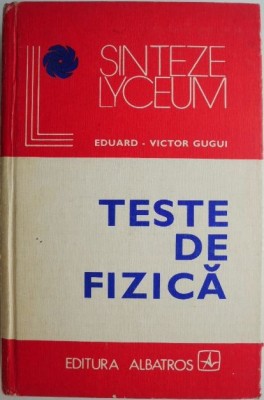 SINTEZE
LYCEUM
EDUARD - VICTOR GUGUI
TESTE
DE
FIZICĂ
EDITURA ALBATROS